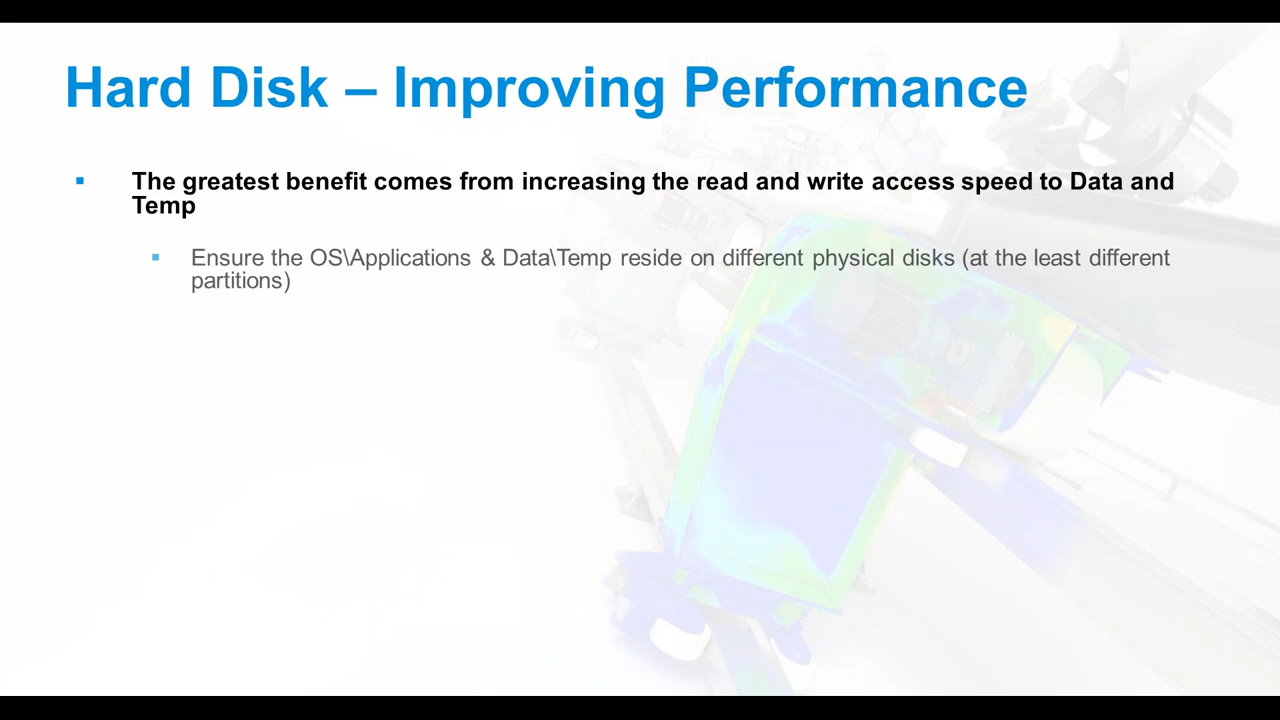 Hard Disk – Improving Performance
The greatest benefit comes from increasing the read and write access speed to Data and
Temp
Ensure the OS\Applications & Data\Temp reside on different physical disks (at the least different
partitions)